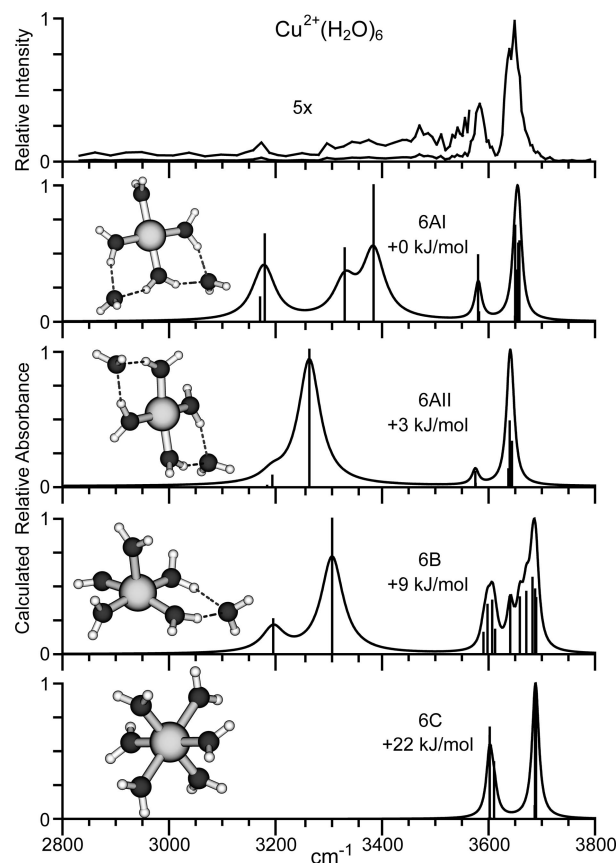 Cu²⁺(H₂O)₆
Relative Intensity
1
0
5x
1
0
6AI
+0 kJ/mol
Calculated Relative Absorbance
1
0
6AII
+3 kJ/mol
1
0
6B
+9 kJ/mol
1
0
6C
+22 kJ/mol
2800 3000 3200 3400 3600 3800
cm⁻¹